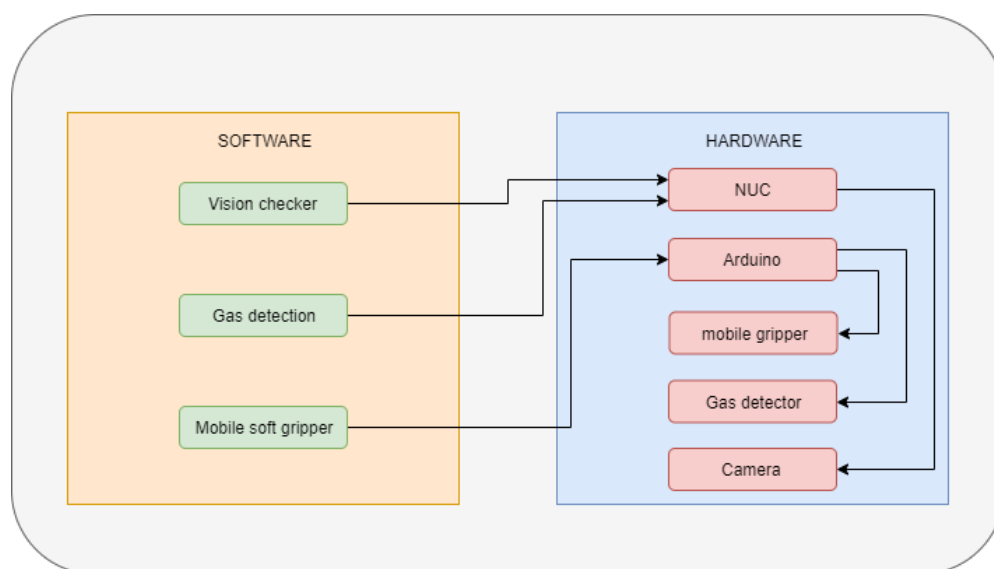 SOFTWARE
Vision checker
Gas detection
Mobile soft gripper
HARDWARE
NUC
Arduino
mobile gripper
Gas detector
Camera